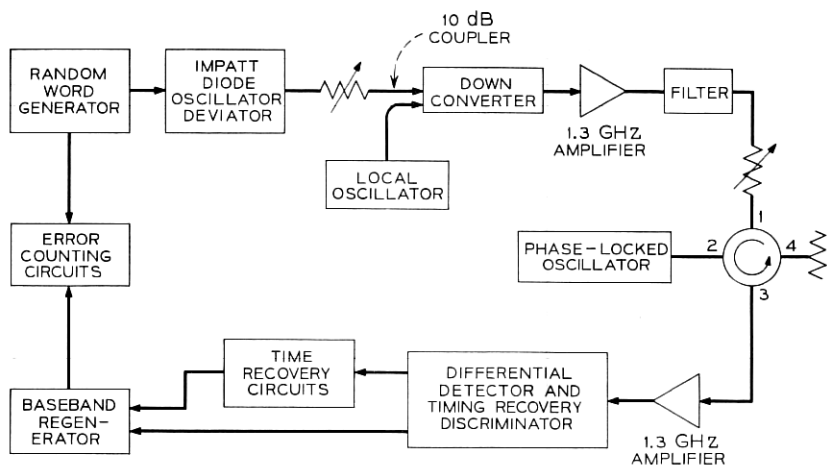 10 dB
COUPLER
RANDOM
WORD
GENERATOR
IMPATT
DIODE
OSCILLATOR
DEVIATOR
DOWN
CONVERTER
1.3 GHz
AMPLIFIER
FILTER
LOCAL
OSCILLATOR
1
2
4
3
PHASE-LOCKED
OSCILLATOR
ERROR
COUNTING
CIRCUITS
TIME
RECOVERY
CIRCUITS
DIFFERENTIAL
DETECTOR AND
TIMING RECOVERY
DISCRIMINATOR
1.3 GHz
AMPLIFIER
BASEBAND
REGEN-
ERATOR